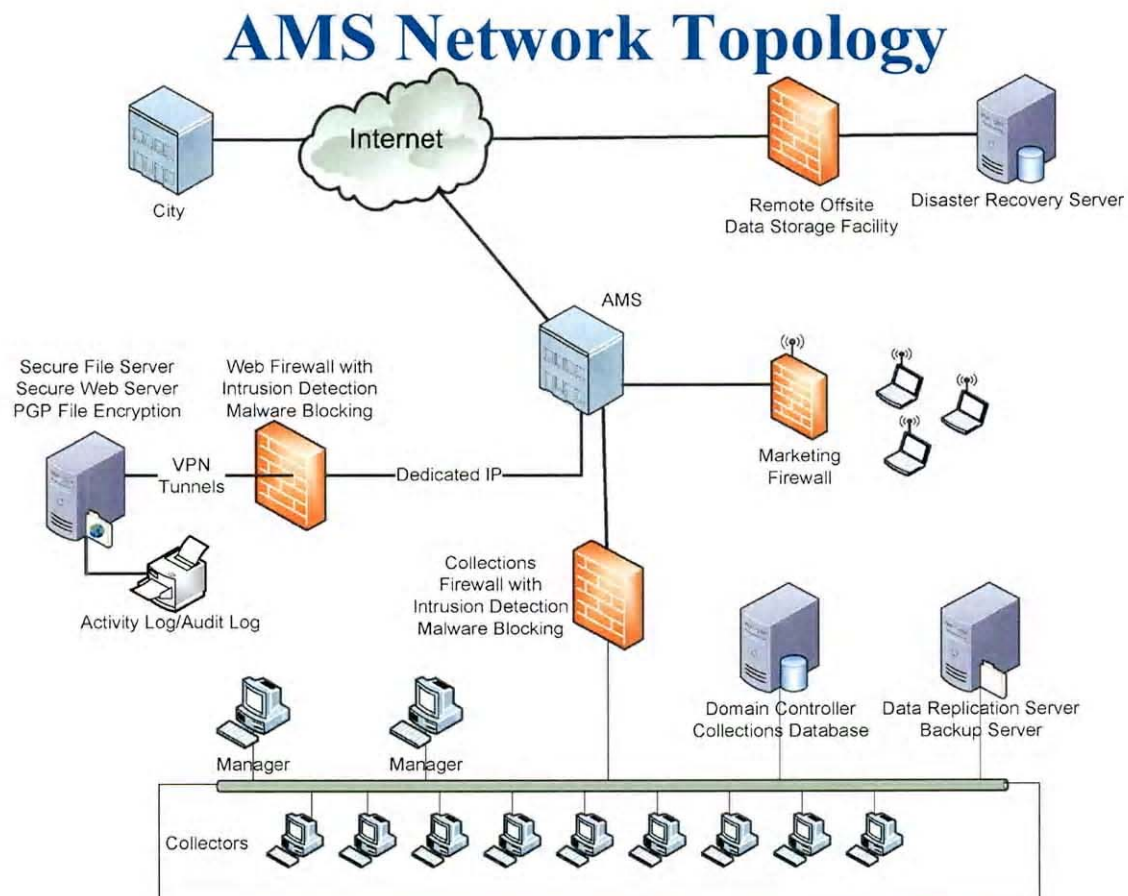 AMS Network Topology
Internet
City
Remote Offsite
Data Storage Facility
Disaster Recovery Server
AMS
Secure File Server
Secure Web Server
PGP File Encryption
Web Firewall with
Intrusion Detection
Malware Blocking
VPN
Tunnels
Dedicated IP
Marketing
Firewall
Activity Log/Audit Log
Collections
Firewall with
Intrusion Detection
Malware Blocking
Domain Controller
Collections Database
Data Replication Server
Backup Server
Manager
Manager
Collectors